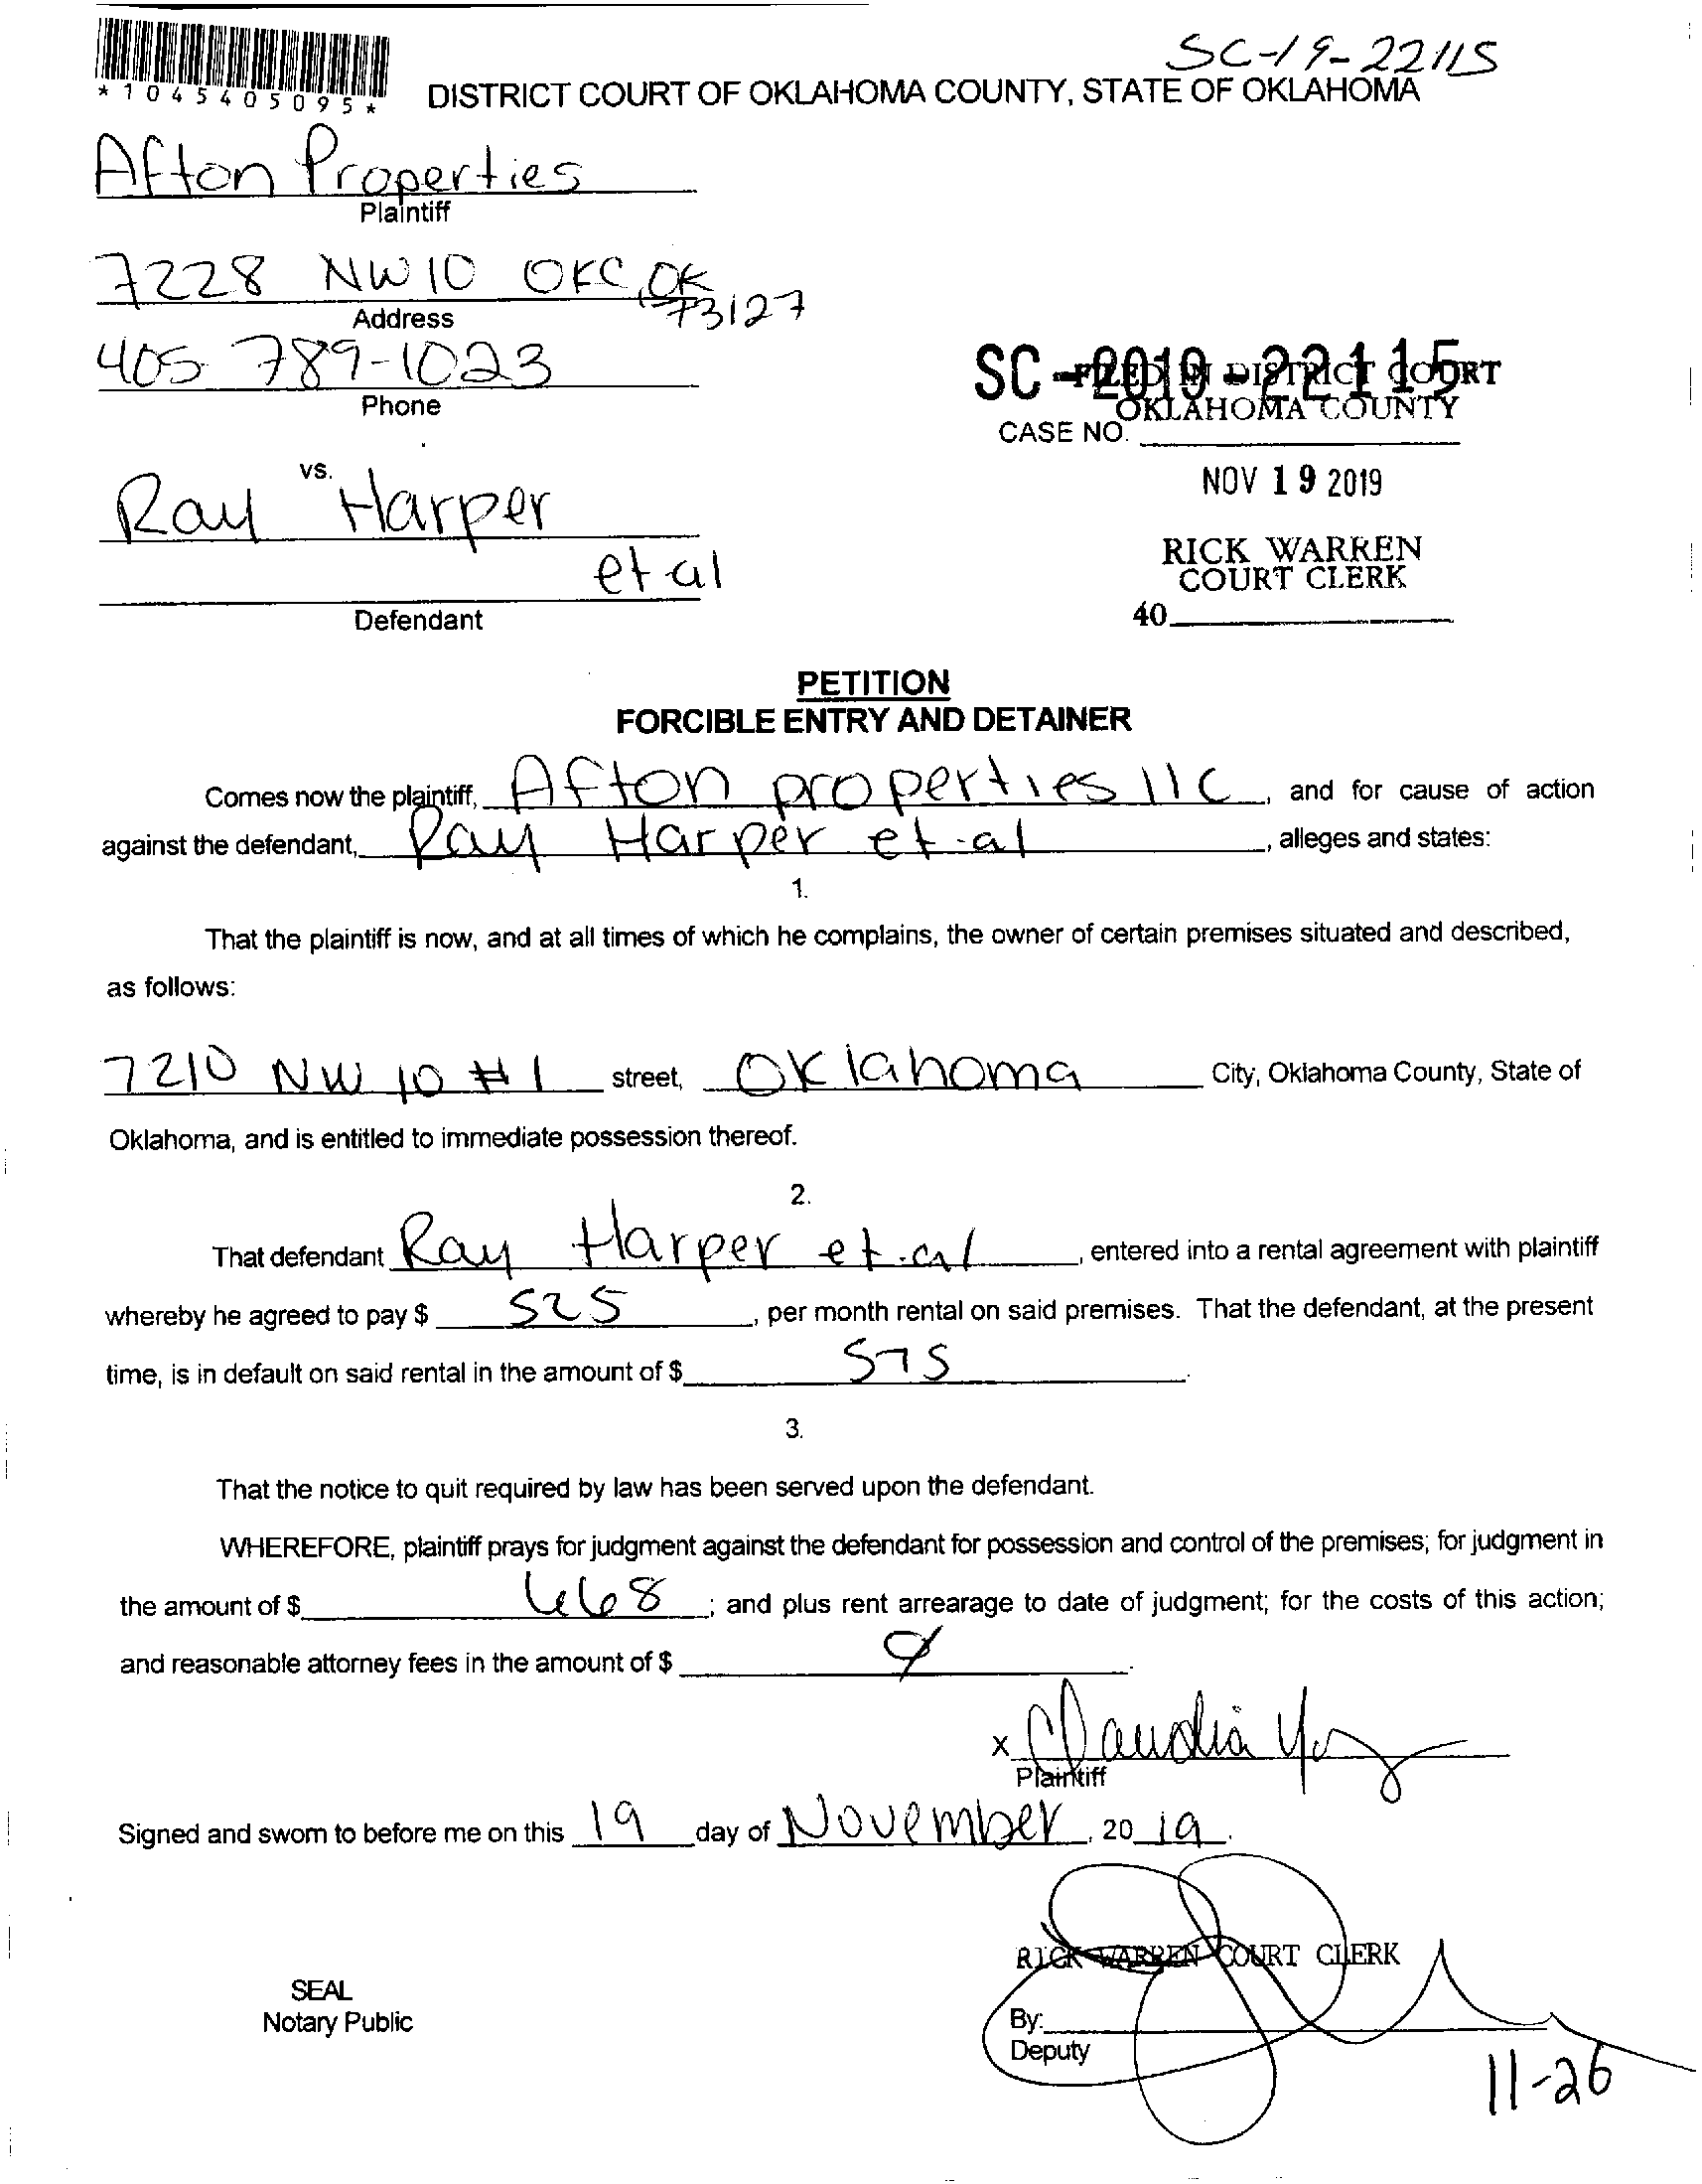 SC-19-22115
*1045405095*
DISTRICT COURT OF OKLAHOMA COUNTY, STATE OF OKLAHOMA
Afton Properties
Plaintiff
7228 NW 10 OKC, OK
73127
Address
405 789-1023
Phone
SC-2019-22115
FILED IN DISTRICT COURT
OKLAHOMA COUNTY
CASE NO.
vs.
Ray Harper
et al
Defendant
NOV 19 2019
RICK WARREN
COURT CLERK
40
PETITION
FORCIBLE ENTRY AND DETAINER
Comes now the plaintiff, Afton properties llc, and for cause of action
against the defendant, Ray Harper et.al, alleges and states:
1.
That the plaintiff is now, and at all times of which he complains, the owner of certain premises situated and described,
as follows:
7210 NW 10 #1 street, Oklahoma City, Oklahoma County, State of
Oklahoma, and is entitled to immediate possession thereof.
2.
That defendant Ray Harper et.al, entered into a rental agreement with plaintiff
whereby he agreed to pay $ 525, per month rental on said premises. That the defendant, at the present
time, is in default on said rental in the amount of $ 575.
3.
That the notice to quit required by law has been served upon the defendant.
WHEREFORE, plaintiff prays for judgment against the defendant for possession and control of the premises; for judgment in
the amount of $ 668; and plus rent arrearage to date of judgment; for the costs of this action;
and reasonable attorney fees in the amount of $
x Claudia
Plaintiff
Signed and sworn to before me on this 19 day of November, 2019.
RICK WARREN COURT CLERK
SEAL
Notary Public
By:
Deputy
11-26